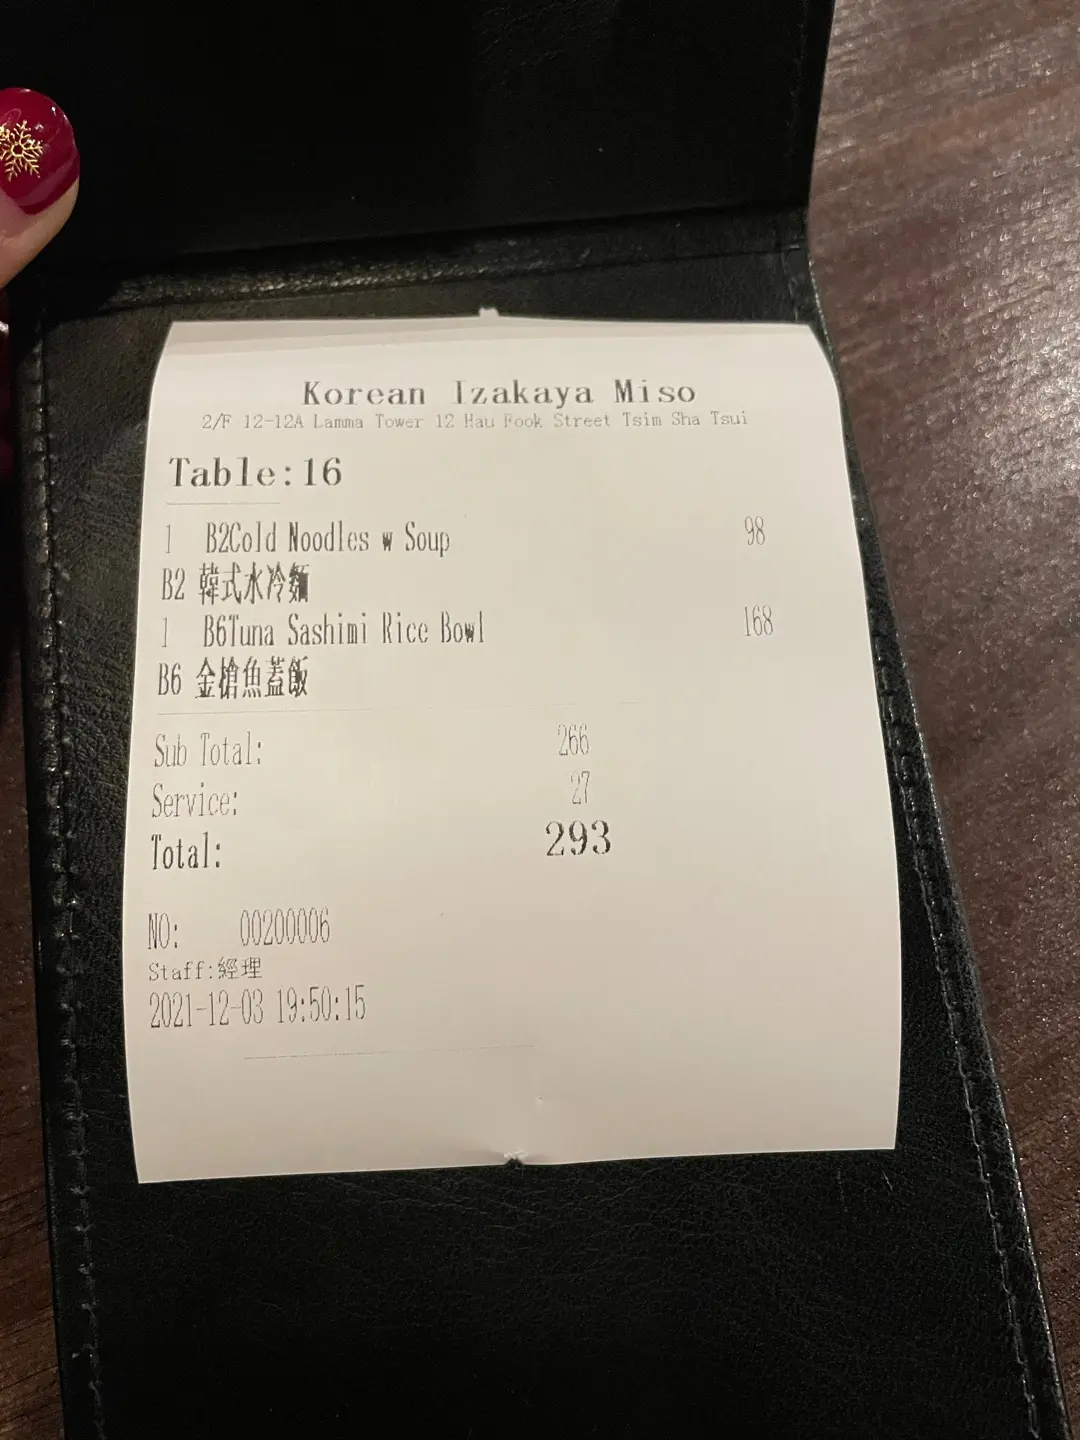 Korean Izakaya Miso
2/F 12-12A Lamma Tower 12 Hau Fook Street Tsim Sha Tsui
Table:16
1 B2Cold Noodles w Soup 98
B2 韓式水冷麵
1 B6Tuna Sashimi Rice Bowl 168
B6 金槍魚蓋飯
Sub Total: 266
Service: 27
Total: 293
NO: 00200006
Staff:經理
2021-12-03 19:50:15